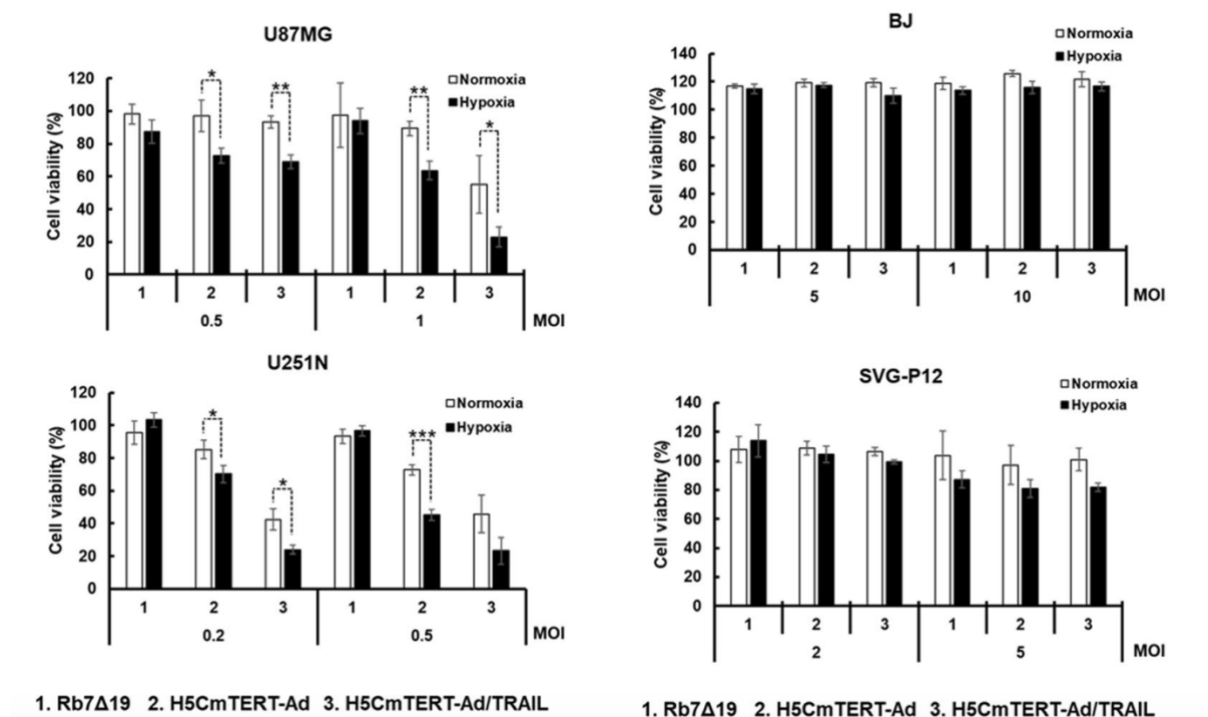 U87MG
Normoxia
Hypoxia
Cell viability (%)
120
100
80
60
40
20
0
* ** ** *
1 2 3 1 2 3
0.5 1 MOI
BJ
Normoxia
Hypoxia
Cell viability (%)
140
120
100
80
60
40
20
0
1 2 3 1 2 3
5 10 MOI
U251N
Normoxia
Hypoxia
Cell viability (%)
120
100
80
60
40
20
0
* * ***
1 2 3 1 2 3
0.2 0.5 MOI
SVG-P12
Normoxia
Hypoxia
Cell viability (%)
140
120
100
80
60
40
20
0
1 2 3 1 2 3
2 5 MOI
1. Rb7Δ19 2. H5CmTERT-Ad 3. H5CmTERT-Ad/TRAIL
1. Rb7Δ19 2. H5CmTERT-Ad 3. H5CmTERT-Ad/TRAIL